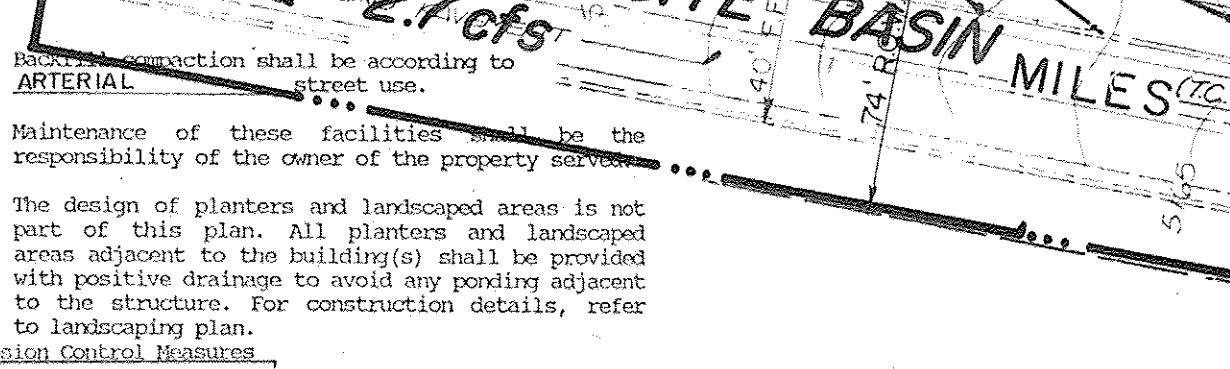 2.7 cfs
BASIN
MILES (T.C.
40'
74' RO
5165
Backfill compaction shall be according to
ARTERIAL street use.
Maintenance of these facilities shall be the
responsibility of the owner of the property served.
The design of planters and landscaped areas is not
part of this plan. All planters and landscaped
areas adjacent to the building(s) shall be provided
with positive drainage to avoid any ponding adjacent
to the structure. For construction details, refer
to landscaping plan.
sion Control Measures